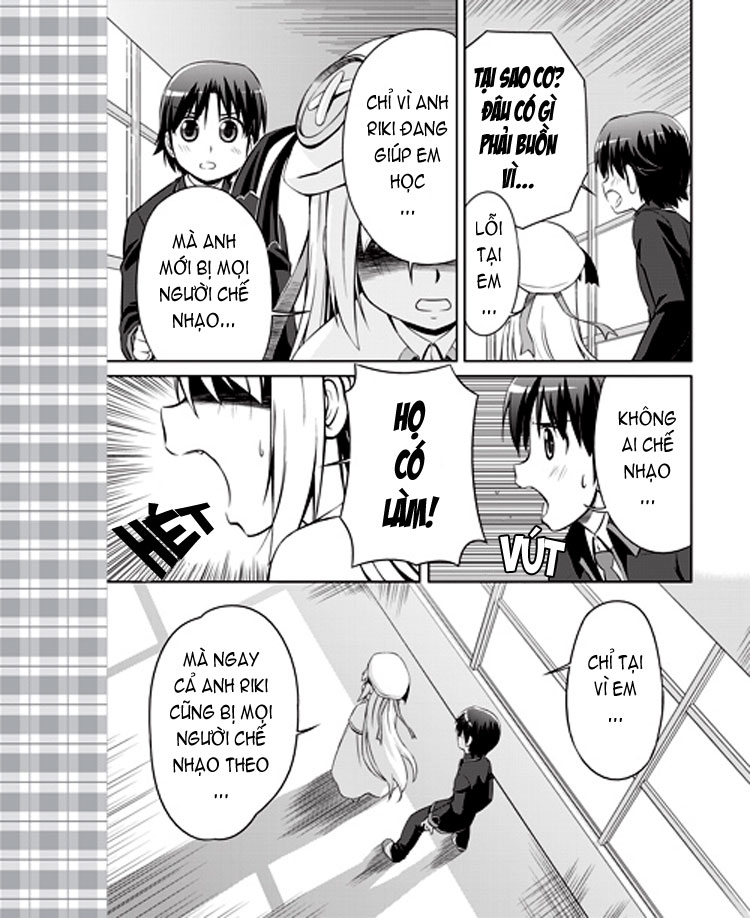 TẠI SAO CƠ?
ĐÂU CÓ GÌ
PHẢI BUỒN
VÌ...
LỖI
TẠI
EM
...
CHỈ VÌ ANH
RIKI ĐANG
GIÚP EM
HỌC
...
MÀ ANH
MỚI BỊ MỌI
NGƯỜI CHẾ
NHẠO...
KHÔNG
AI CHẾ
NHẠO
...
VÚT
HỌ
CÓ
LÀM!
HÉT
CHỈ TẠI
VÌ EM
...
MÀ NGAY
CẢ ANH RIKI
CŨNG BỊ MỌI
NGƯỜI CHẾ
NHẠO THEO
...